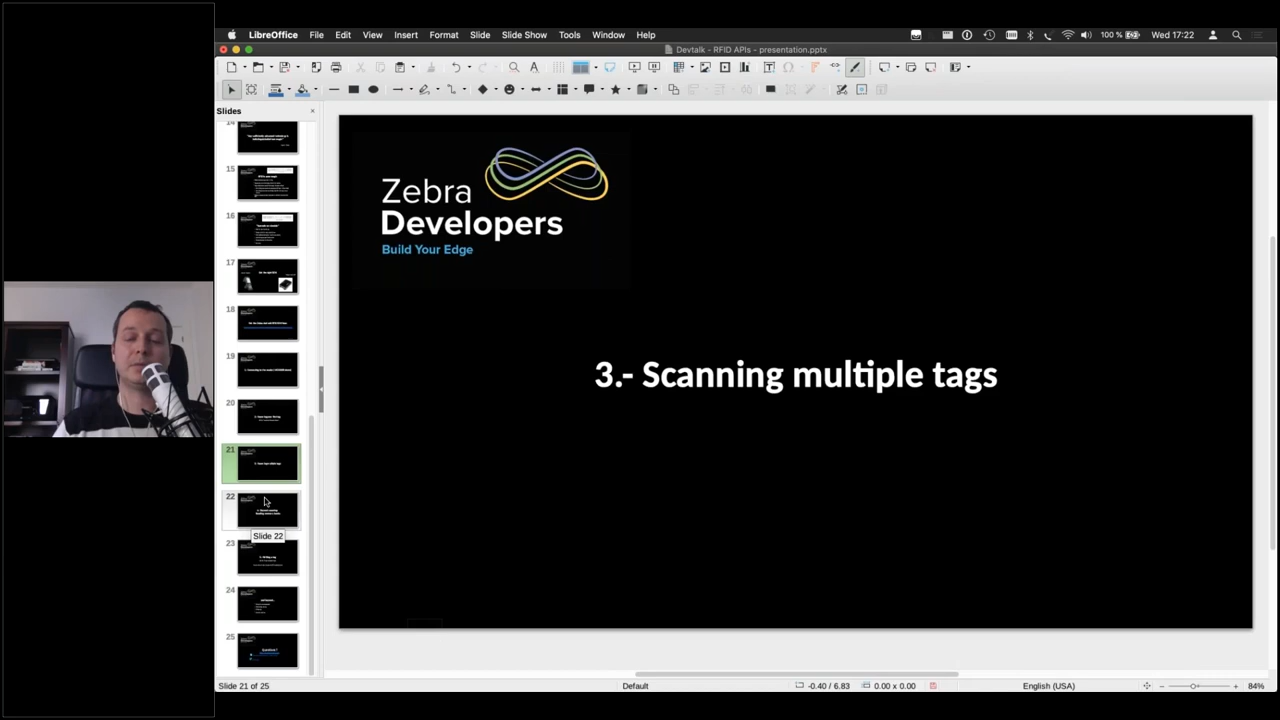 LibreOffice File Edit View Insert Format Slide Slide Show Tools Window Help 100 % Wed 17:22
Devtalk - RFID APIs - presentation.pptx
Slides
14
15
16
17
18
19
20
21
22
Slide 22
23
24
25
Zebra
Developers
Build Your Edge
3.- Scanning multiple tags
Slide 21 of 25 Default -0.40 / 6.83 0.00 x 0.00 English (USA) 84%